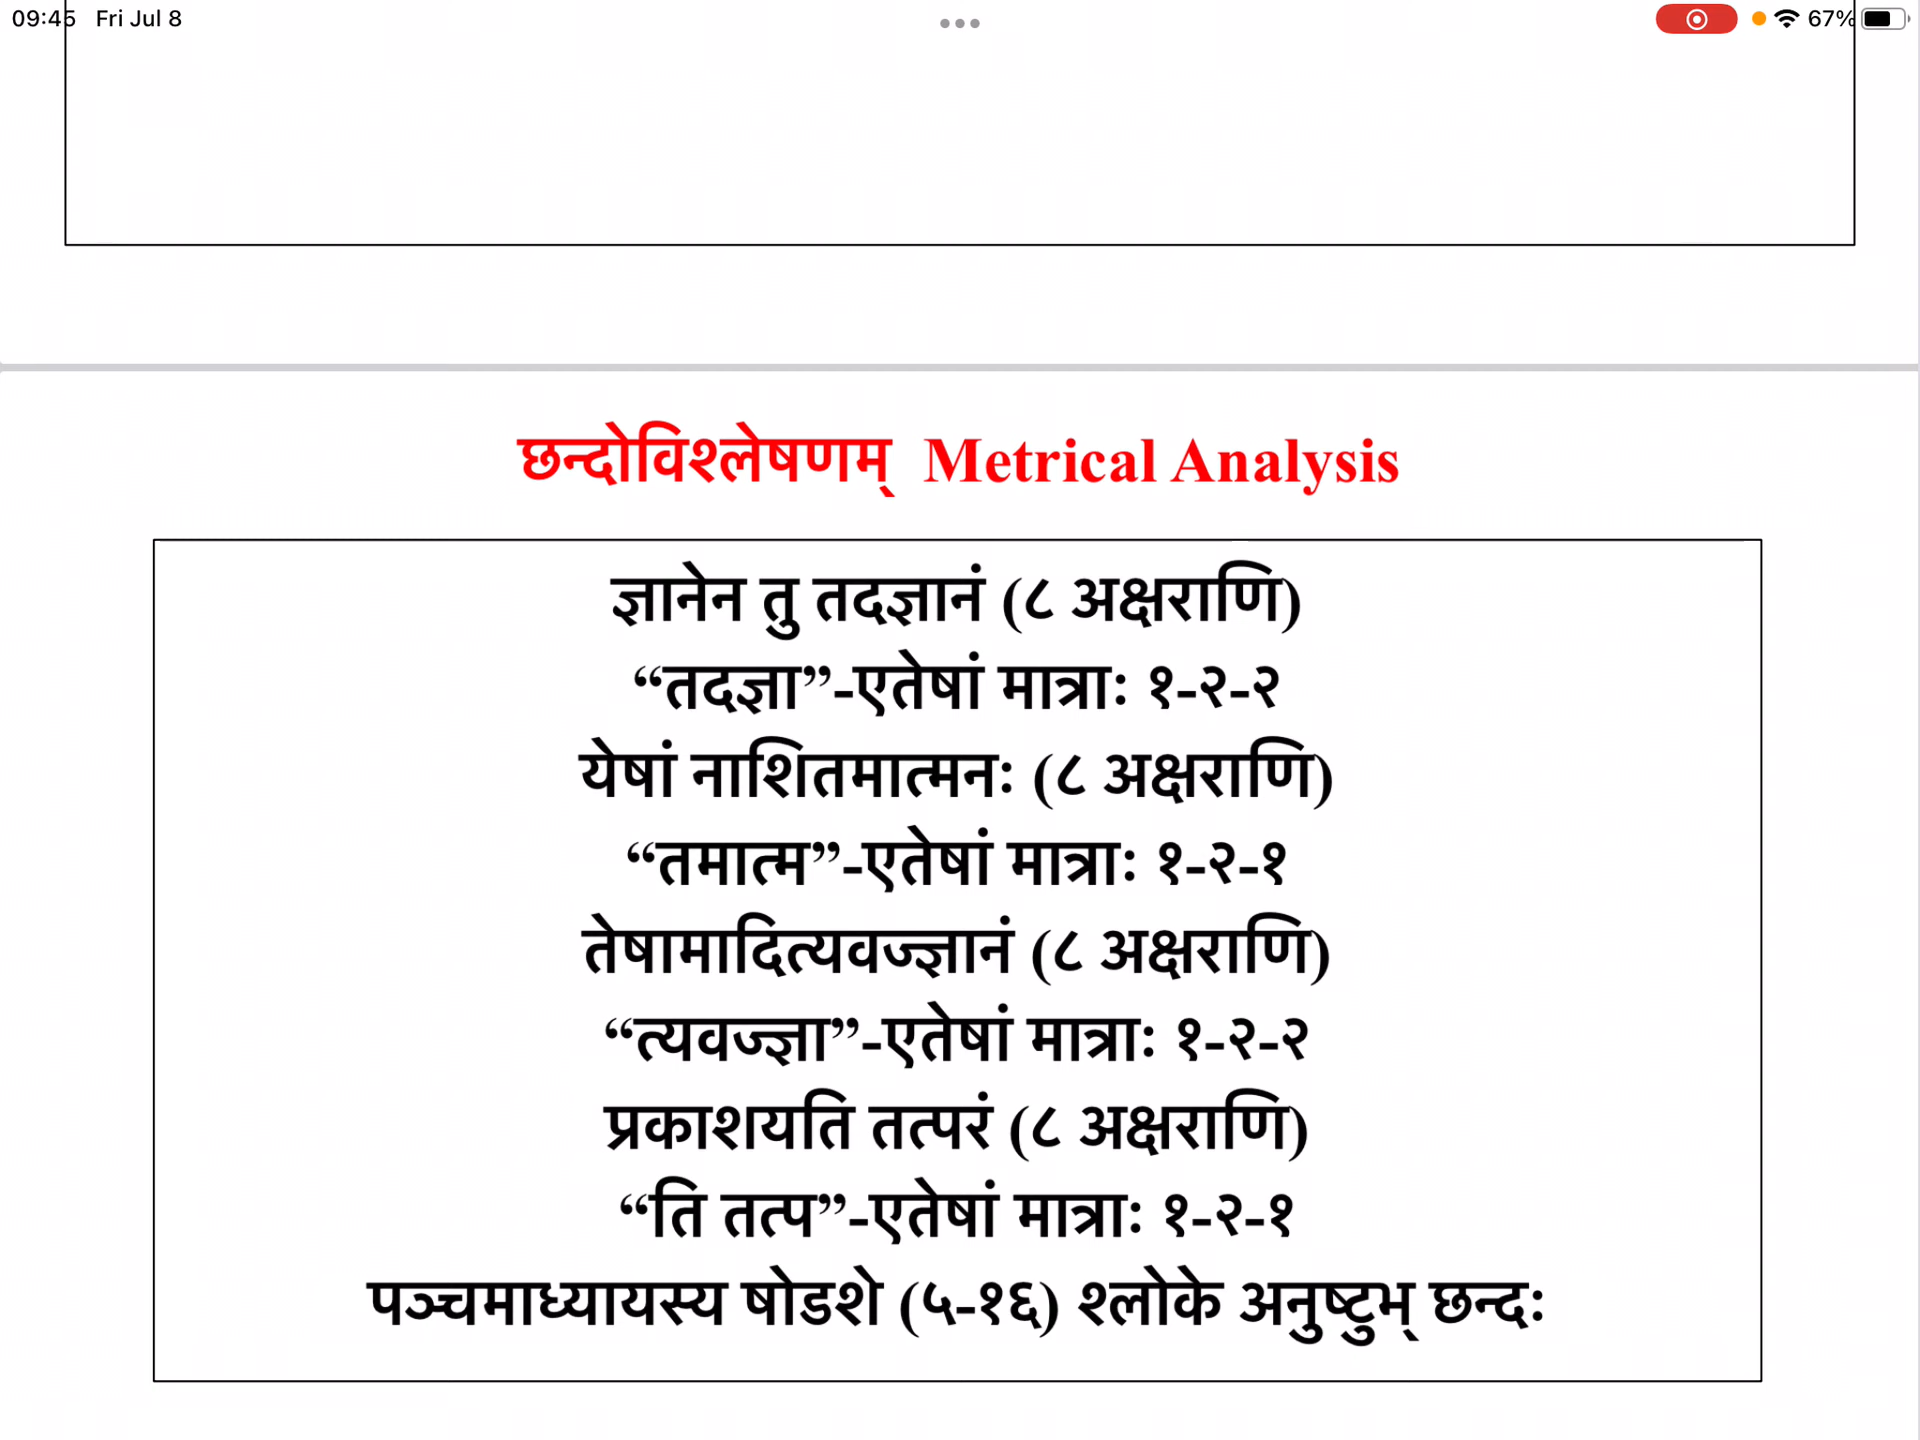 09:45 Fri Jul 8 67%
छन्दोविश्लेषणम् Metrical Analysis
ज्ञानेन तु तदज्ञानं (८ अक्षराणि)
“तदज्ञा”-एतेषां मात्राः १-२-२
येषां नाशितमात्मनः (८ अक्षराणि)
“तमात्म”-एतेषां मात्राः १-२-१
तेषामादित्यवज्ज्ञानं (८ अक्षराणि)
“त्यवज्ज्ञा”-एतेषां मात्राः १-२-२
प्रकाशयति तत्परं (८ अक्षराणि)
“ति तत्प”-एतेषां मात्राः १-२-१
पञ्चमाध्यायस्य षोडशे (५-१६) श्लोके अनुष्टुभ् छन्दः